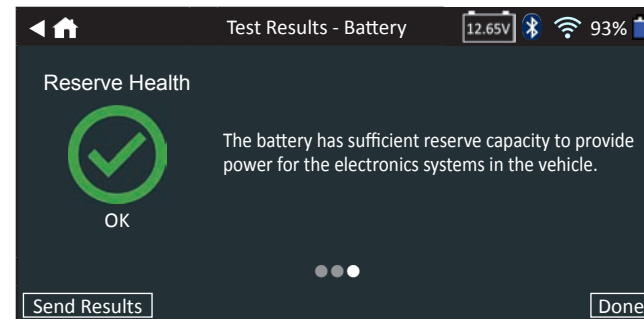 Test Results - Battery
12.65V
93%
Reserve Health
The battery has sufficient reserve capacity to provide
power for the electronics systems in the vehicle.
OK
Send Results
Done